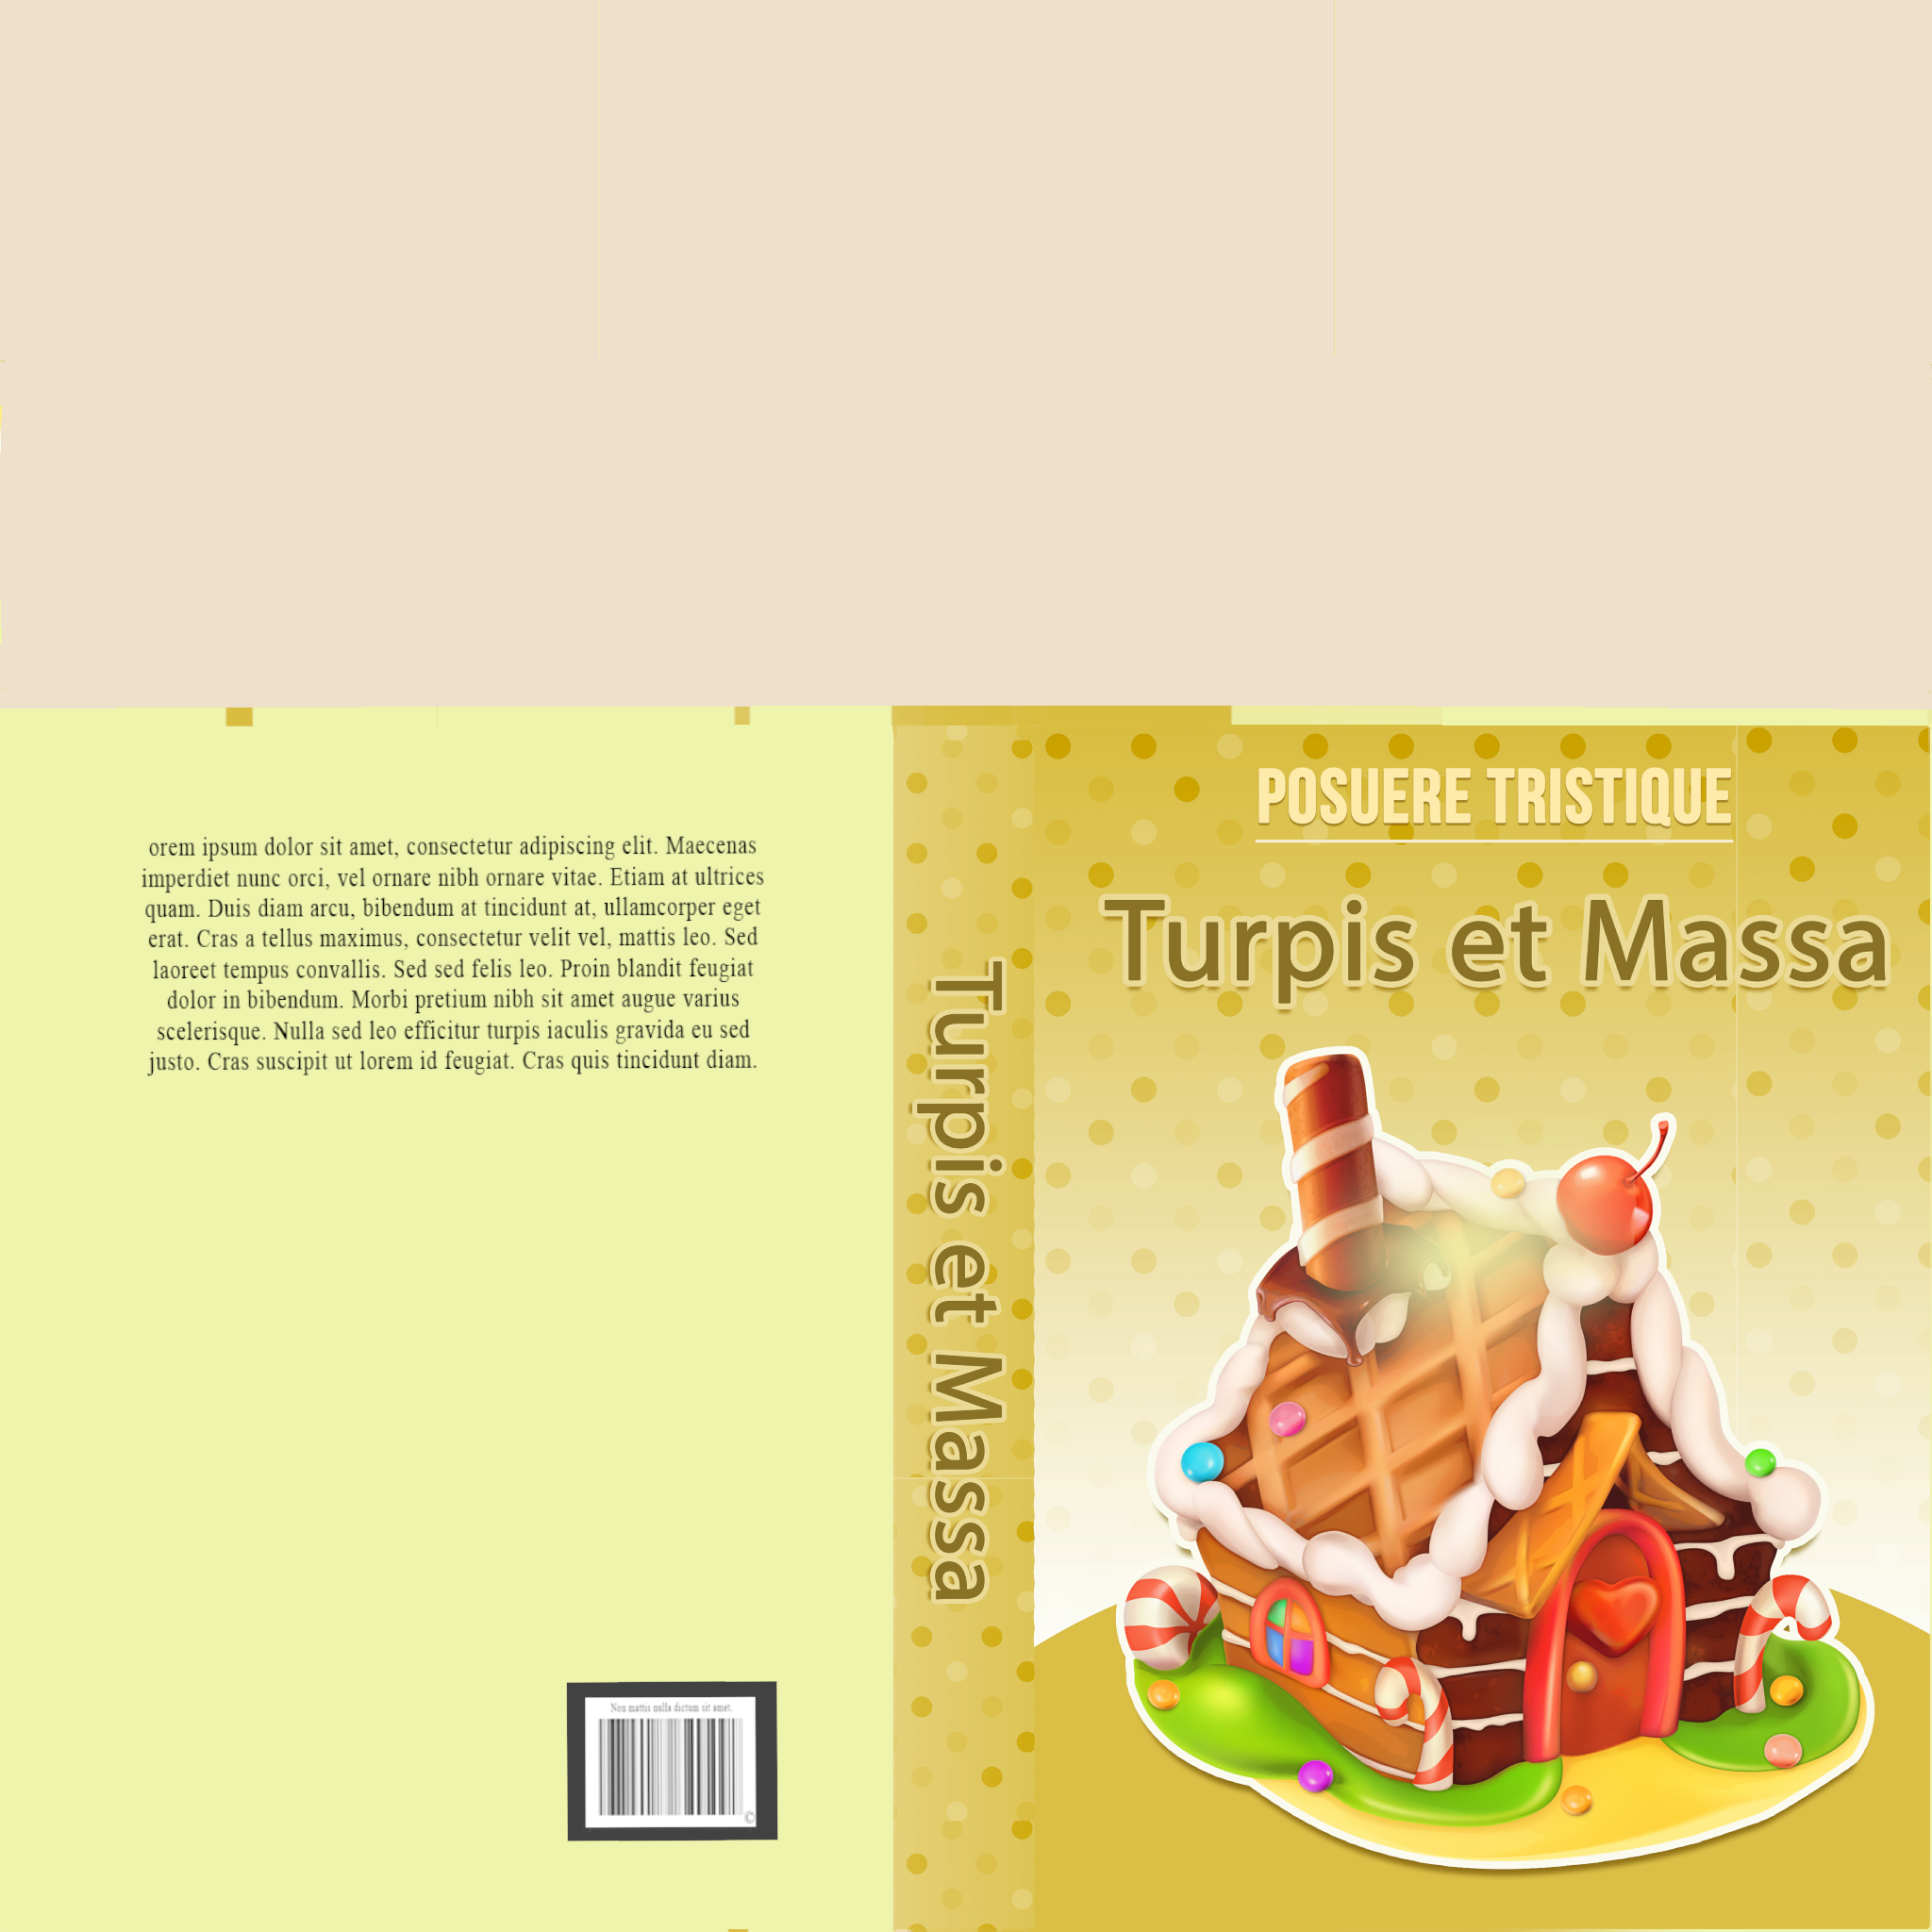 orem ipsum dolor sit amet, consectetur adipiscing elit. Maecenas
imperdiet nunc orci, vel ornare nibh ornare vitae. Etiam at ultrices
quam. Duis diam arcu, bibendum at tincidunt at, ullamcorper eget
erat. Cras a tellus maximus, consectetur velit vel, mattis leo. Sed
laoreet tempus convallis. Sed sed felis leo. Proin blandit feugiat
dolor in bibendum. Morbi pretium nibh sit amet augue varius
scelerisque. Nulla sed leo efficitur turpis iaculis gravida eu sed
justo. Cras suscipit ut lorem id feugiat. Cras quis tincidunt diam.
Non mattis nulla dictum sit amet.
©
Turpis et Massa
POSUERE TRISTIQUE
Turpis et Massa